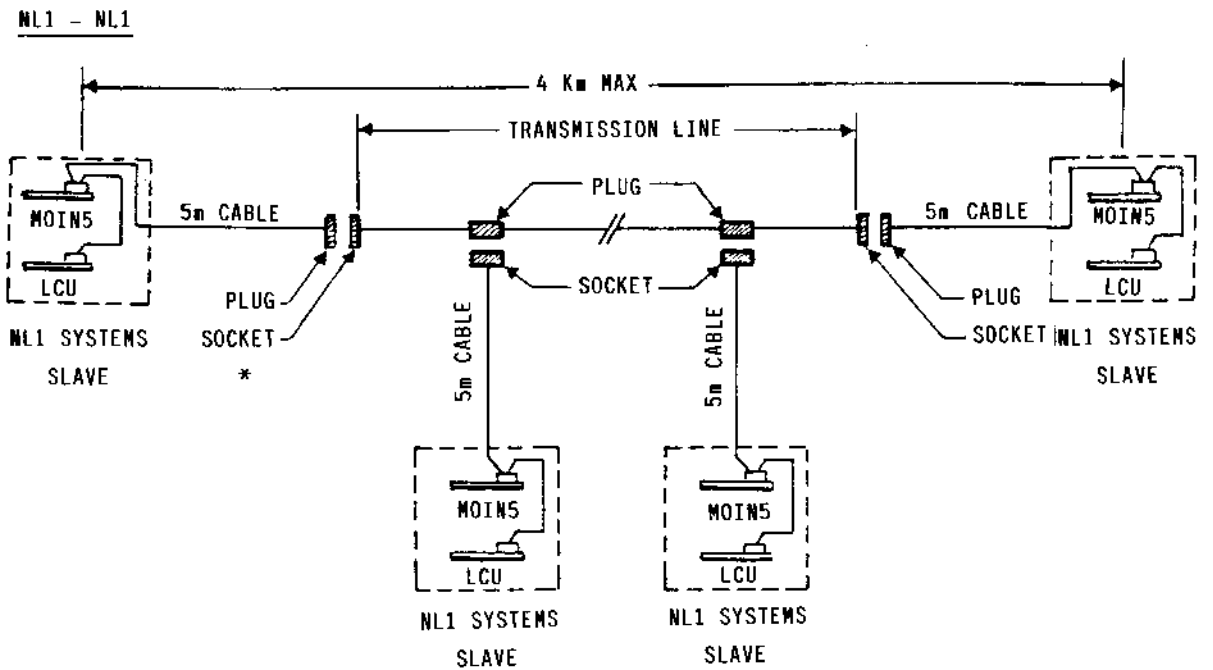 NL1 - NL1
4 Km MAX
TRANSMISSION LINE
PLUG
MOIN5
5m CABLE
5m CABLE
MOIN5
LCU
SOCKET
LCU
PLUG
PLUG
NL1 SYSTEMS
SLAVE
SOCKET
*
SOCKET
NL1 SYSTEMS
SLAVE
5m CABLE
5m CABLE
MOIN5
MOIN5
LCU
LCU
NL1 SYSTEMS
SLAVE
NL1 SYSTEMS
SLAVE